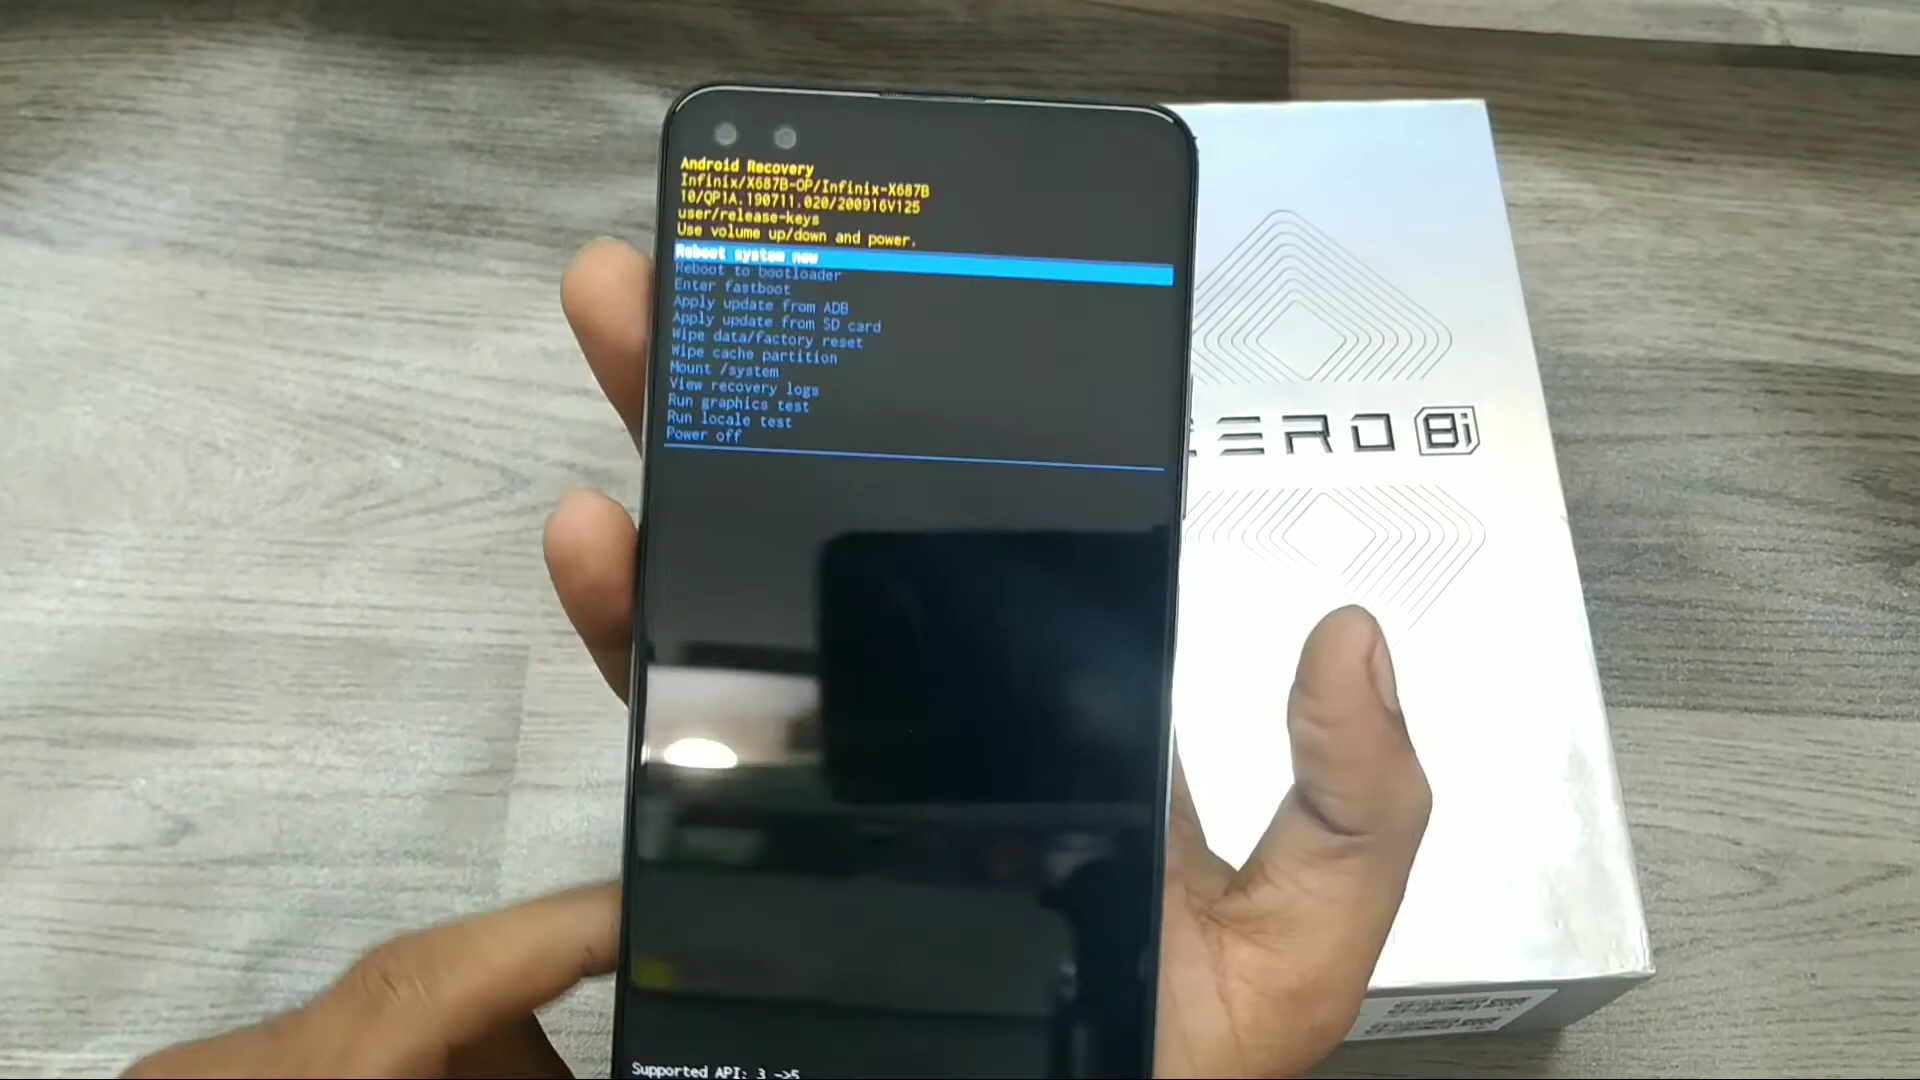 Android Recovery
Infinix/X687B-OP/Infinix-X687B
10/QP1A.190711.020/200916V125
user/release-keys
Use volume up/down and power.
Reboot system now
Reboot to bootloader
Enter fastboot
Apply update from ADB
Apply update from SD card
Wipe data/factory reset
Wipe cache partition
Mount /system
View recovery logs
Run graphics test
Run locale test
Power off
ZERO 8i
Supported API: 3 ->5